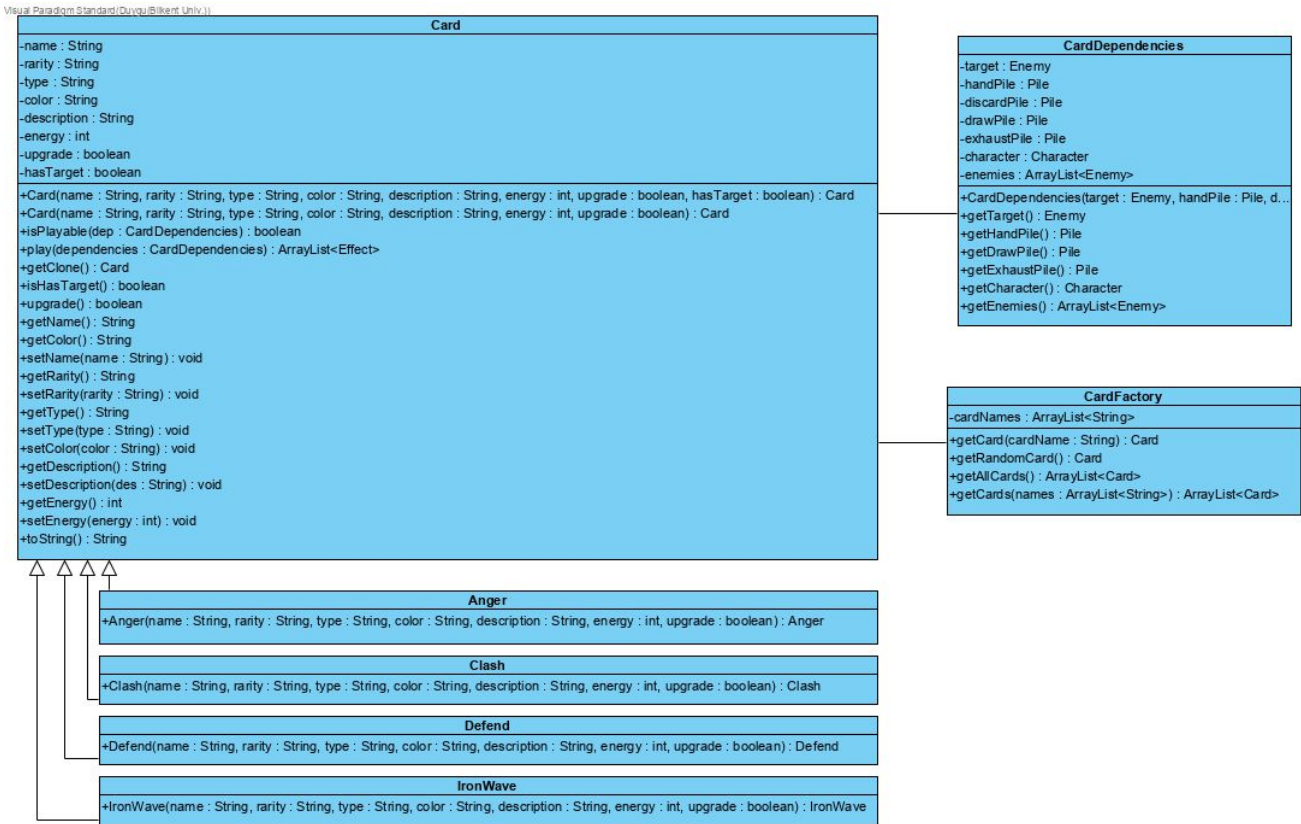 Visual Paradigm Standard(Duygu(Bilkent Univ.))
Card
-name : String
-rarity : String
-type : String
-color : String
-description : String
-energy : int
-upgrade : boolean
-hasTarget : boolean
+Card(name : String, rarity : String, type : String, color : String, description : String, energy : int, upgrade : boolean, hasTarget : boolean) : Card
+Card(name : String, rarity : String, type : String, color : String, description : String, energy : int, upgrade : boolean) : Card
+isPlayable(dep : CardDependencies) : boolean
+play(dependencies : CardDependencies) : ArrayList<Effect>
+getClone() : Card
+isHasTarget() : boolean
+upgrade() : boolean
+getName() : String
+getColor() : String
+setName(name : String) : void
+getRarity() : String
+setRarity(rarity : String) : void
+getType() : String
+setType(type : String) : void
+setColor(color : String) : void
+getDescription() : String
+setDescription(des : String) : void
+getEnergy() : int
+setEnergy(energy : int) : void
+toString() : String
CardDependencies
-target : Enemy
-handPile : Pile
-discardPile : Pile
-drawPile : Pile
-exhaustPile : Pile
-character : Character
-enemies : ArrayList<Enemy>
+CardDependencies(target : Enemy, handPile : Pile, d...
+getTarget() : Enemy
+getHandPile() : Pile
+getDrawPile() : Pile
+getExhaustPile() : Pile
+getCharacter() : Character
+getEnemies() : ArrayList<Enemy>
CardFactory
-cardNames : ArrayList<String>
+getCard(cardName : String) : Card
+getRandomCard() : Card
+getAllCards() : ArrayList<Card>
+getCards(names : ArrayList<String>) : ArrayList<Card>
Anger
+Anger(name : String, rarity : String, type : String, color : String, description : String, energy : int, upgrade : boolean) : Anger
Clash
+Clash(name : String, rarity : String, type : String, color : String, description : String, energy : int, upgrade : boolean) : Clash
Defend
+Defend(name : String, rarity : String, type : String, color : String, description : String, energy : int, upgrade : boolean) : Defend
IronWave
+IronWave(name : String, rarity : String, type : String, color : String, description : String, energy : int, upgrade : boolean) : IronWave